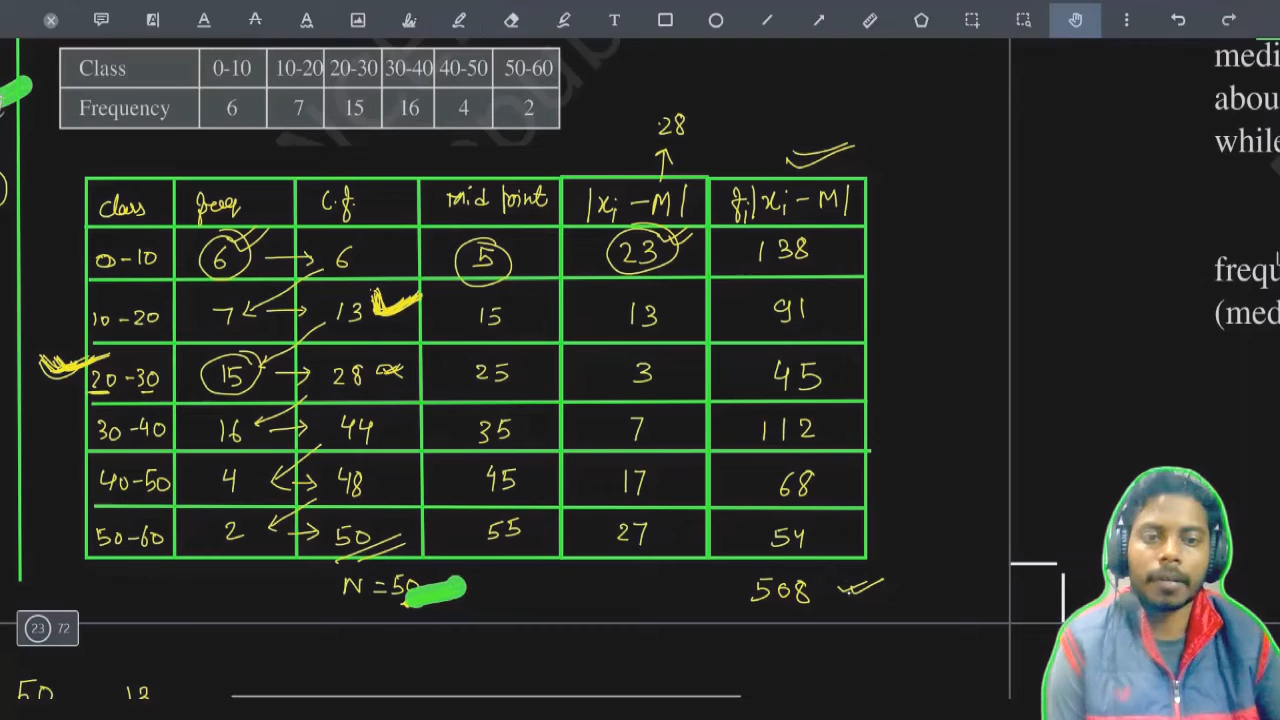 T
Class 0-10 10-20 20-30 30-40 40-50 50-60
Frequency 6 7 15 16 4 2
28
class freq C.f. Mid point |xi - M| fi|xi - M|
0-10 6 6 5 23 138
10-20 7 13 15 13 91
20-30 15 28 25 3 45
30-40 16 44 35 7 112
40-50 4 48 45 17 68
50-60 2 50 55 27 54
N = 50 508
23 72
50 12
medi
abou
while
frequ
(med